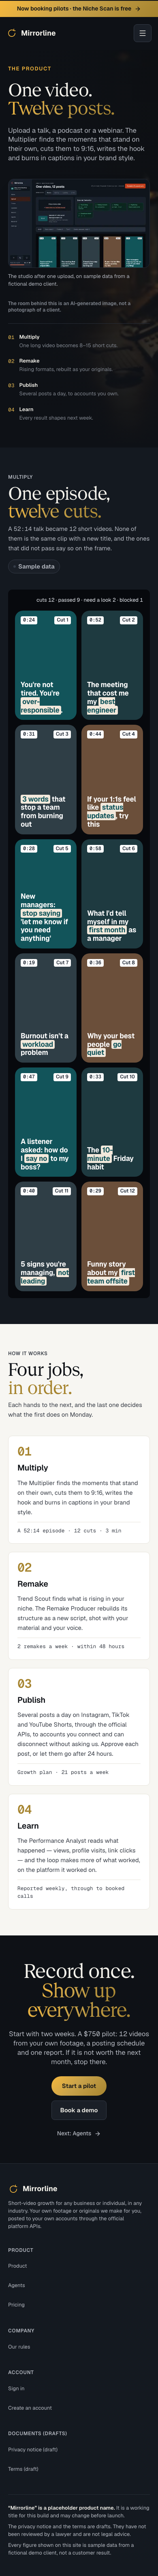 Now booking pilots · the Niche Scan is free →
Mirrorline
THE PRODUCT
One video.
Twelve posts.
Upload a talk, a podcast or a webinar. The
Multiplier finds the moments that stand on
their own, cuts them to 9:16, writes the hook
and burns in captions in your brand style.
The studio after one upload, on sample data from a
fictional demo client.
The room behind this is an AI-generated image, not a
photograph of a client.
01 Multiply
One long video becomes 8–15 short cuts.
02 Remake
Rising formats, rebuilt as your originals.
03 Publish
Several posts a day, to accounts you own.
04 Learn
Every result shapes next week.
MULTIPLY
One episode,
twelve cuts.
A 52:14 talk became 12 short videos. None of
them is the same clip with a new title, and the ones
that did not pass say so on the frame.
Sample data
cuts 12 · passed 9 · need a look 2 · blocked 1
0:24 Cut 1
You're not
tired. You're
over-
responsible.
0:52 Cut 2
The meeting
that cost me
my best
engineer
0:31 Cut 3
3 words that
stop a team
from burning
out
0:44 Cut 4
If your 1:1s feel
like status
updates, try
this
0:28 Cut 5
New
managers:
stop saying
'let me know if
you need
anything'
0:58 Cut 6
What I'd tell
myself in my
first month as
a manager
0:19 Cut 7
Burnout isn't a
workload
problem
0:36 Cut 8
Why your best
people go
quiet
0:47 Cut 9
A listener
asked: how do
I say no to my
boss?
0:33 Cut 10
The 10-
minute Friday
habit
0:40 Cut 11
5 signs you're
managing, not
leading
0:29 Cut 12
Funny story
about my first
team offsite
HOW IT WORKS
Four jobs,
in order.
Each hands to the next, and the last one decides
what the first does on Monday.
01
Multiply
The Multiplier finds the moments that stand
on their own, cuts them to 9:16, writes the
hook and burns in captions in your brand
style.
A 52:14 episode · 12 cuts · 3 min
02
Remake
Trend Scout finds what is rising in your
niche. The Remake Producer rebuilds its
structure as a new script, shot with your
material and your voice.
2 remakes a week · within 48 hours
03
Publish
Several posts a day on Instagram, TikTok
and YouTube Shorts, through the official
APIs, to accounts you connect and can
disconnect without asking us. Approve each
post, or let them go after 24 hours.
Growth plan · 21 posts a week
04
Learn
The Performance Analyst reads what
happened — views, profile visits, link clicks
— and the loop makes more of what worked,
on the platform it worked on.
Reported weekly, through to booked
calls
Record once.
Show up
everywhere.
Start with two weeks. A $750 pilot: 12 videos
from your own footage, a posting schedule
and one report. If it is not worth the next
month, stop there.
Start a pilot
Book a demo
Next: Agents →
Mirrorline
Short-video growth for any business or individual, in any
industry. Your own footage or originals we make for you,
posted to your own accounts through the official
platform APIs.
PRODUCT
Product
Agents
Pricing
COMPANY
Our rules
ACCOUNT
Sign in
Create an account
DOCUMENTS (DRAFTS)
Privacy notice (draft)
Terms (draft)
"Mirrorline" is a placeholder product name. It is a working
title for this build and may change before launch.
The privacy notice and the terms are drafts. They have not
been reviewed by a lawyer and are not legal advice.
Every figure shown on this site is sample data from a
fictional demo client, not a customer result.